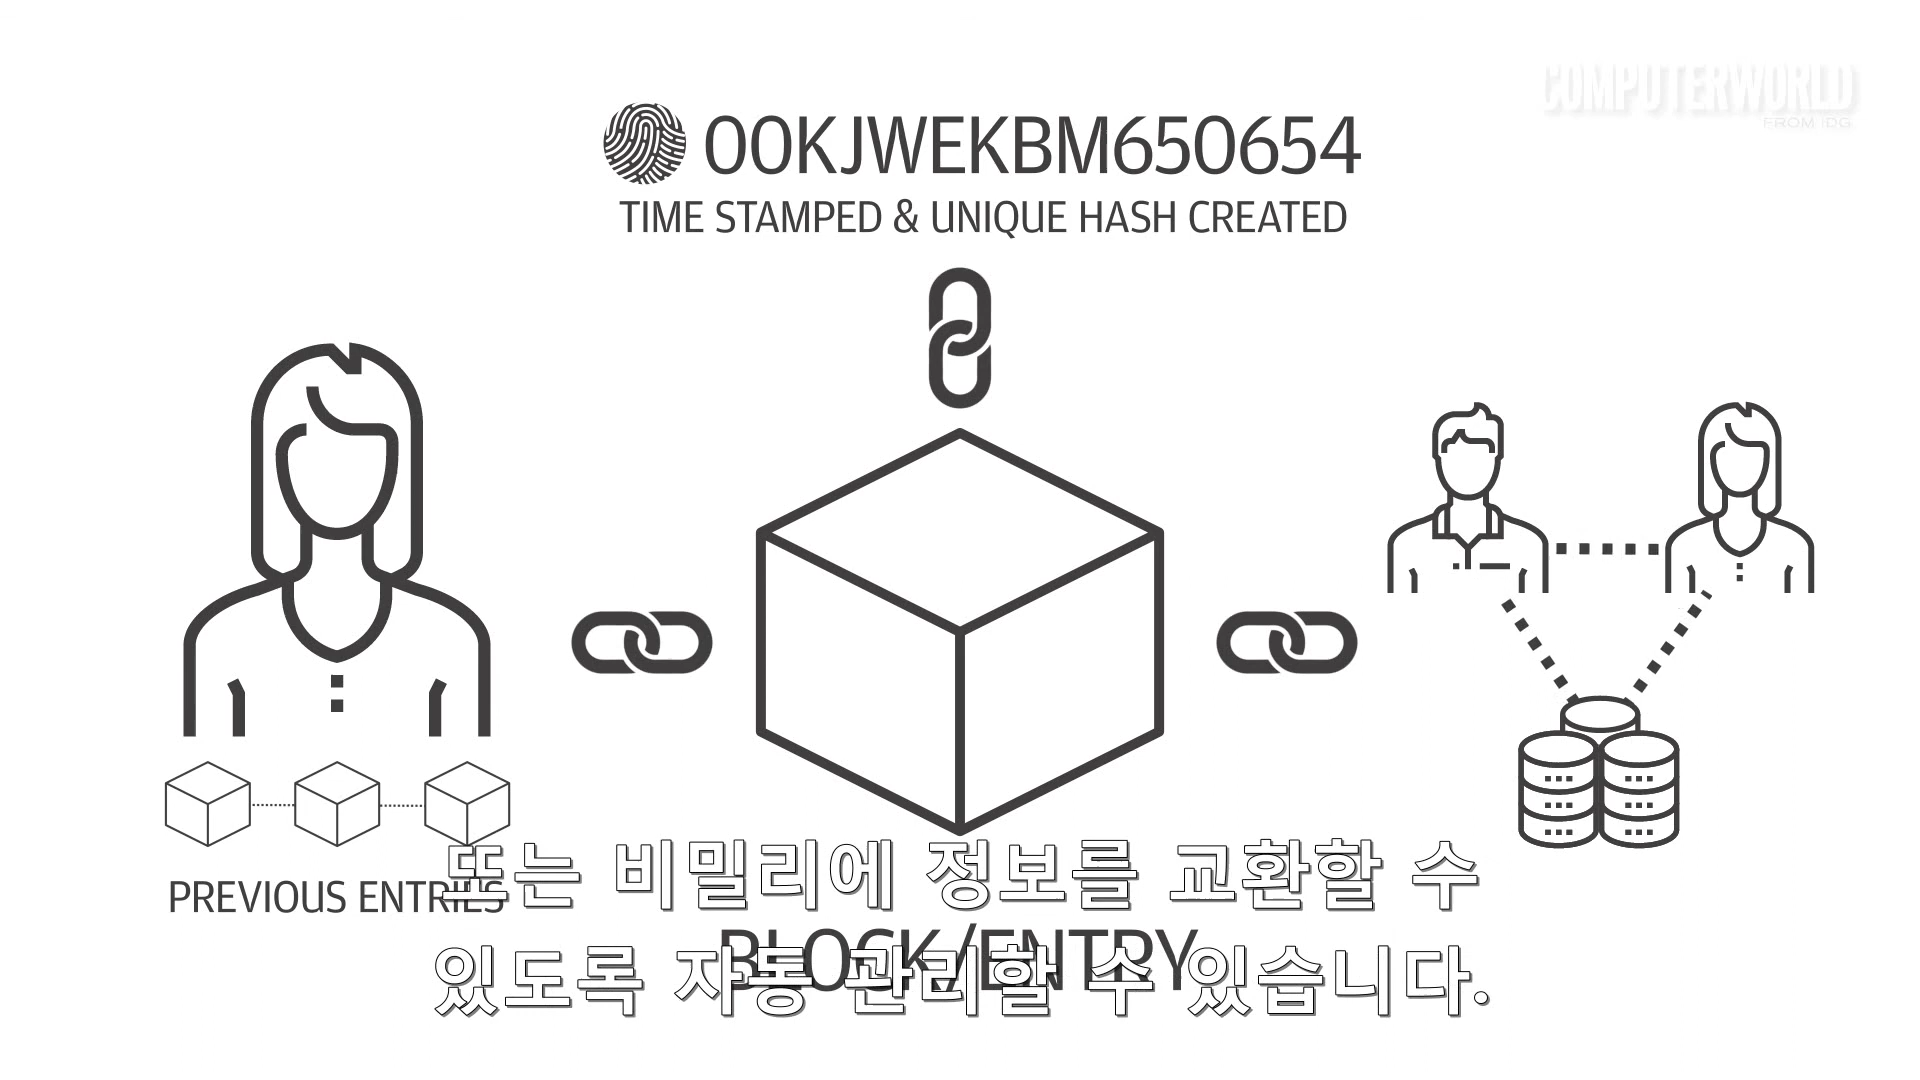 COMPUTERWORLD
FROM IDG
00KJWEKBM650654
TIME STAMPED & UNIQUE HASH CREATED
PREVIOUS ENTRIES
BLOCK/ENTRY
또는 비밀리에 정보를 교환할 수
있도록 자동 관리할 수 있습니다.